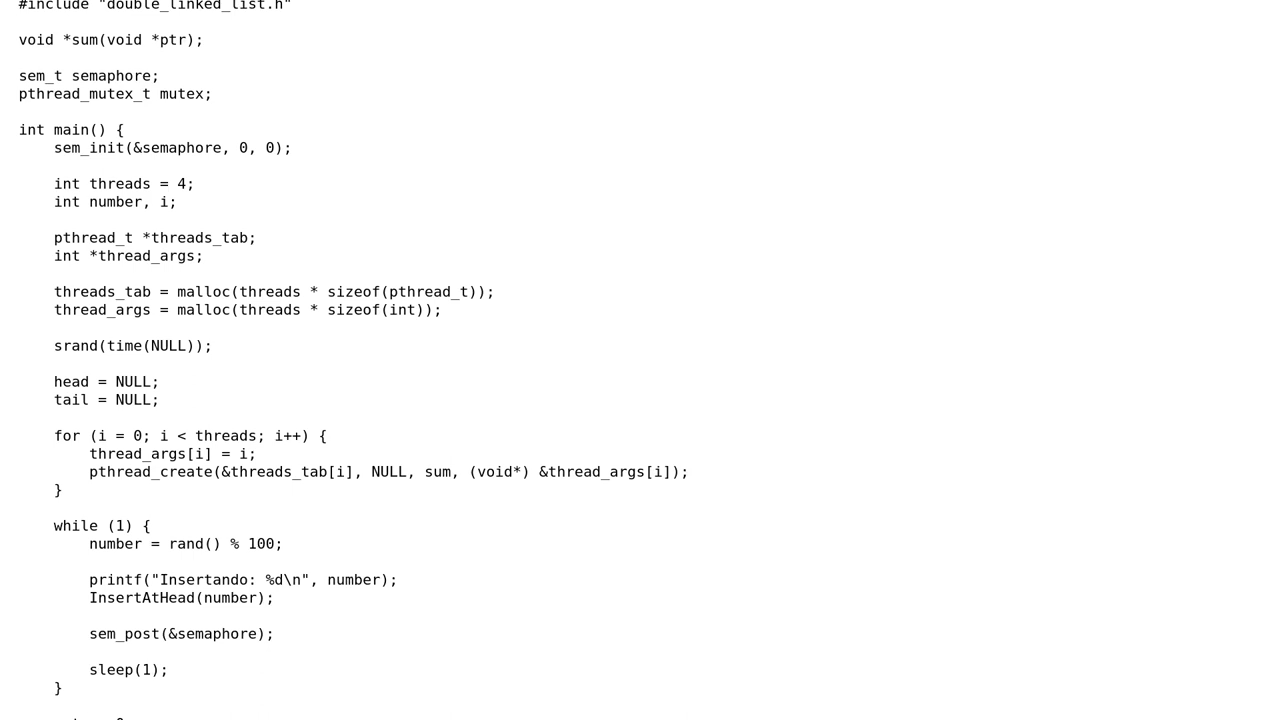 #include "double_linked_list.h"
void *sum(void *ptr);
sem_t semaphore;
pthread_mutex_t mutex;
int main() {
    sem_init(&semaphore, 0, 0);
    int threads = 4;
    int number, i;
    pthread_t *threads_tab;
    int *thread_args;
    threads_tab = malloc(threads * sizeof(pthread_t));
    thread_args = malloc(threads * sizeof(int));
    srand(time(NULL));
    head = NULL;
    tail = NULL;
    for (i = 0; i < threads; i++) {
        thread_args[i] = i;
        pthread_create(&threads_tab[i], NULL, sum, (void*) &thread_args[i]);
    }
    while (1) {
        number = rand() % 100;
        printf("Insertando: %d\n", number);
        InsertAtHead(number);
        sem_post(&semaphore);
        sleep(1);
    }